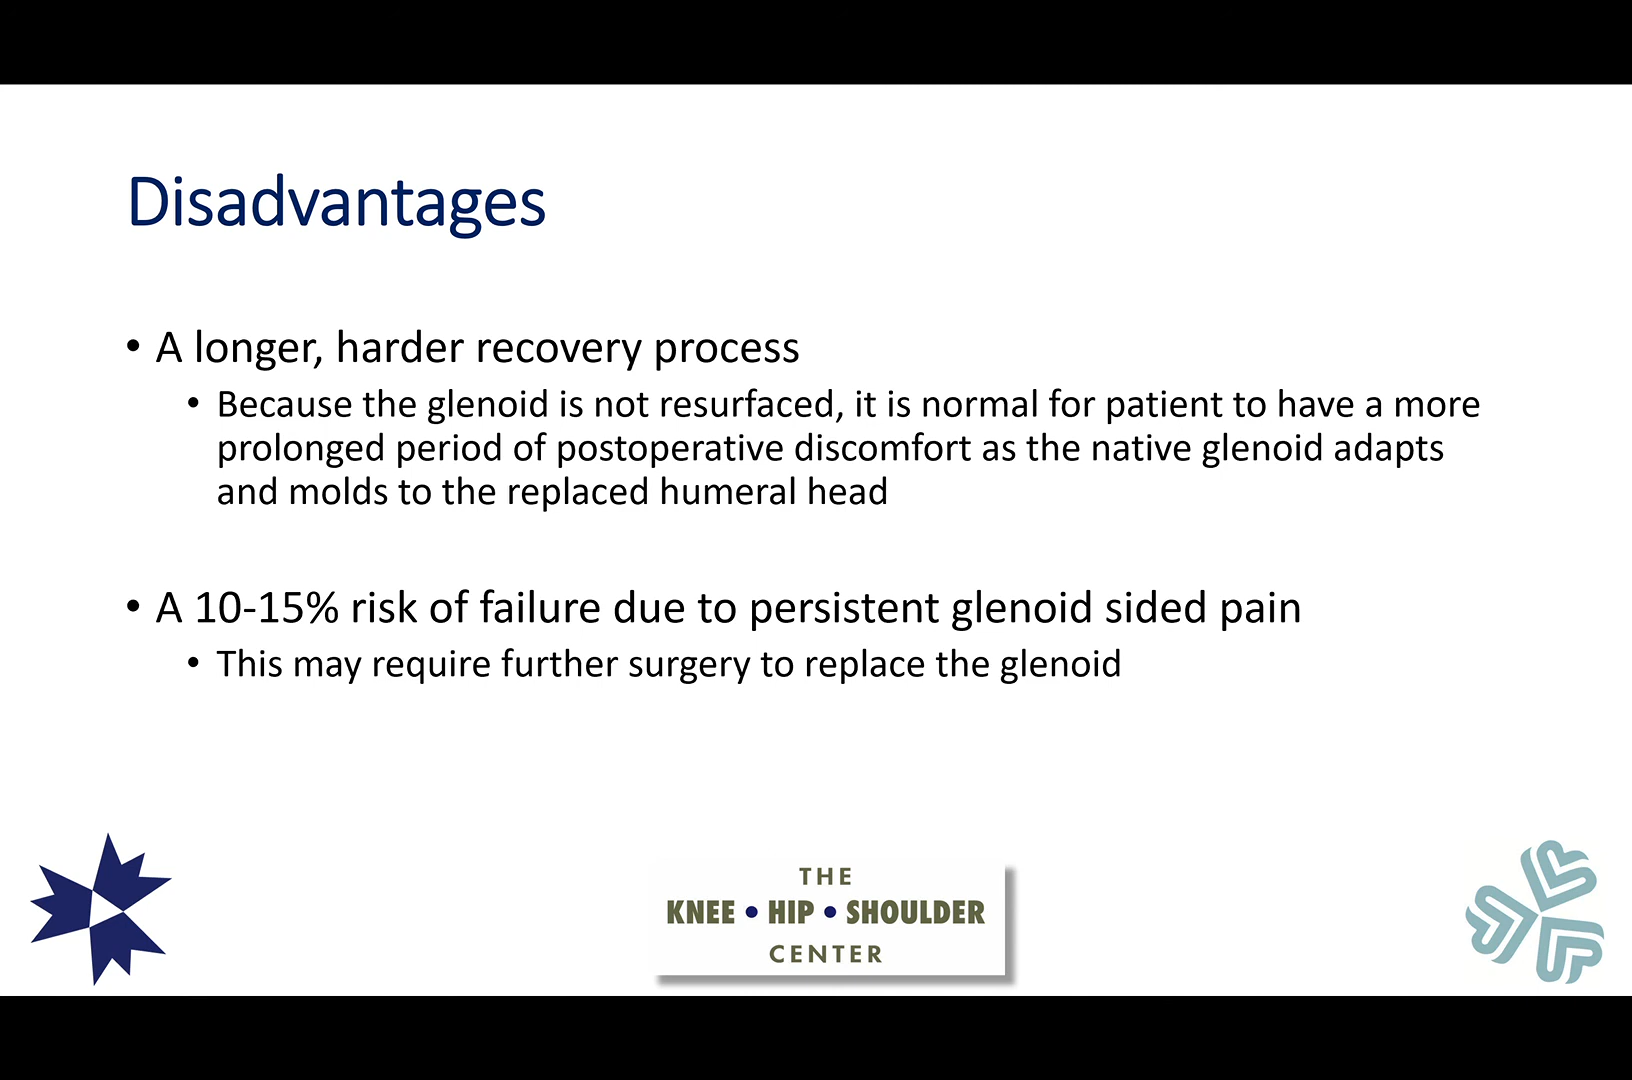 Disadvantages
• A longer, harder recovery process
• Because the glenoid is not resurfaced, it is normal for patient to have a more
prolonged period of postoperative discomfort as the native glenoid adapts
and molds to the replaced humeral head
• A 10-15% risk of failure due to persistent glenoid sided pain
• This may require further surgery to replace the glenoid
THE
KNEE • HIP • SHOULDER
CENTER